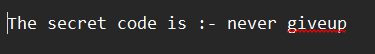 The secret code is :- never giveup